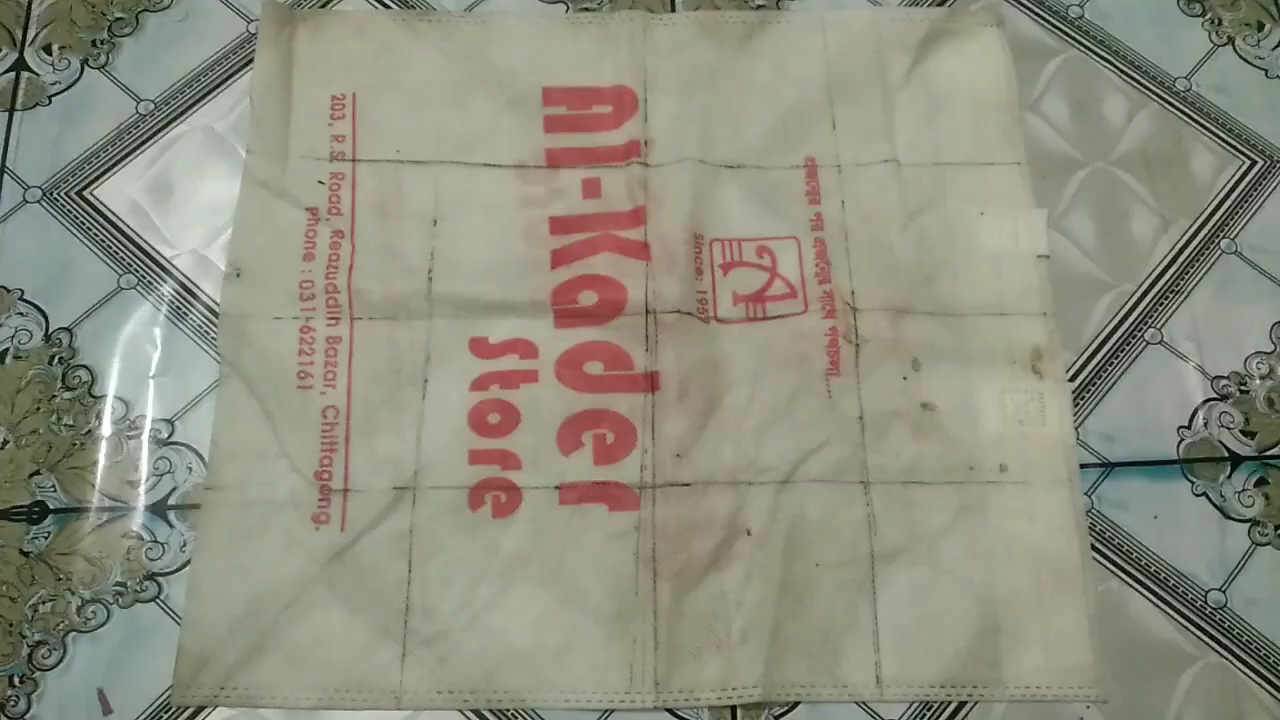 Since: 1957
Al-Kader
Store
203, R.S. Road, Reazuddin Bazar, Chittagong.
Phone : 031-622161